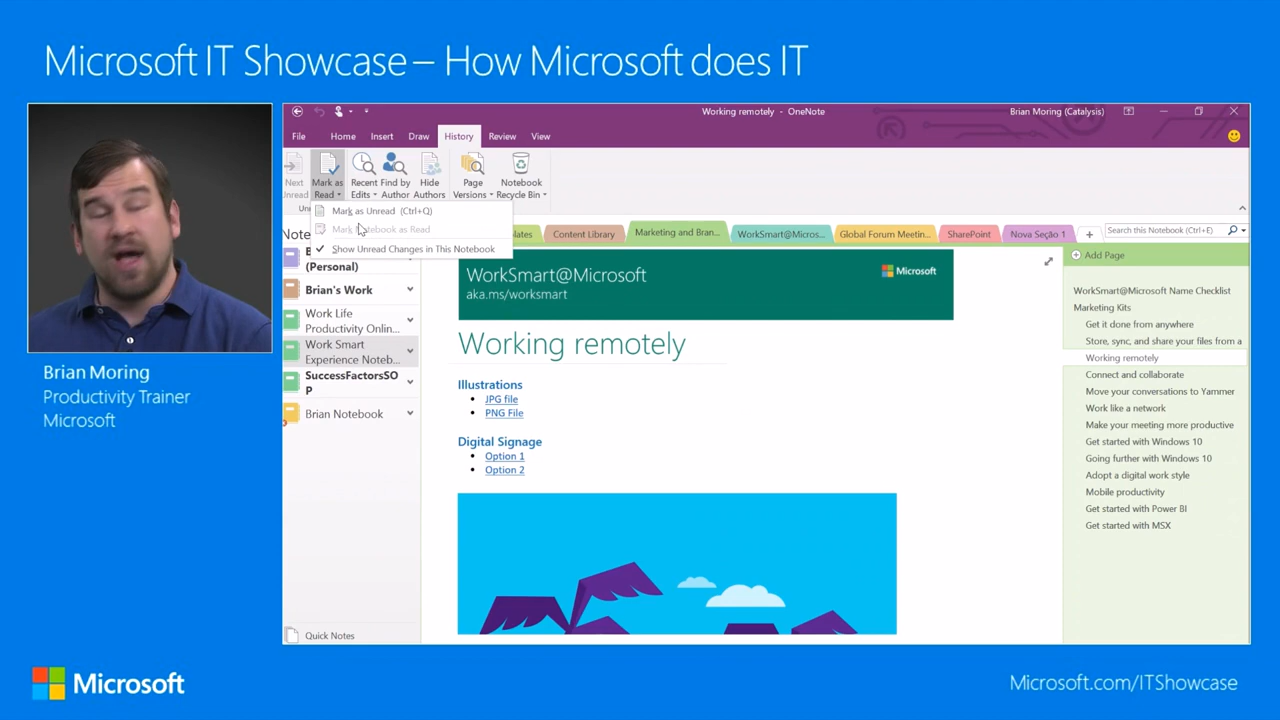 Microsoft IT Showcase – How Microsoft does IT
Working remotely - OneNote
Brian Moring (Catalysis)
File
Home
Insert
Draw
History
Review
View
Next Unread
Mark as Read
Recent Edits
Find by Author
Hide Authors
Page Versions
Notebook Recycle Bin
Mark as Unread (Ctrl+Q)
Mark Notebook as Read
Show Unread Changes in This Notebook
Content Library
Marketing and Bran...
WorkSmart@Micros...
Global Forum Meetin...
SharePoint
Nova Seção 1
Search this Notebook (Ctrl+E)
(Personal)
Brian's Work
Work Life
Productivity Onlin...
Work Smart
Experience Noteb...
SuccessFactorsSO
P
Brian Notebook
Quick Notes
WorkSmart@Microsoft
aka.ms/worksmart
Microsoft
Working remotely
Illustrations
• JPG file
• PNG File
Digital Signage
• Option 1
• Option 2
Add Page
WorkSmart@Microsoft Name Checklist
Marketing Kits
Get it done from anywhere
Store, sync, and share your files from a
Working remotely
Connect and collaborate
Move your conversations to Yammer
Work like a network
Make your meeting more productive
Get started with Windows 10
Going further with Windows 10
Adopt a digital work style
Mobile productivity
Get started with Power BI
Get started with MSX
Brian Moring
Productivity Trainer
Microsoft
Microsoft
Microsoft.com/ITShowcase